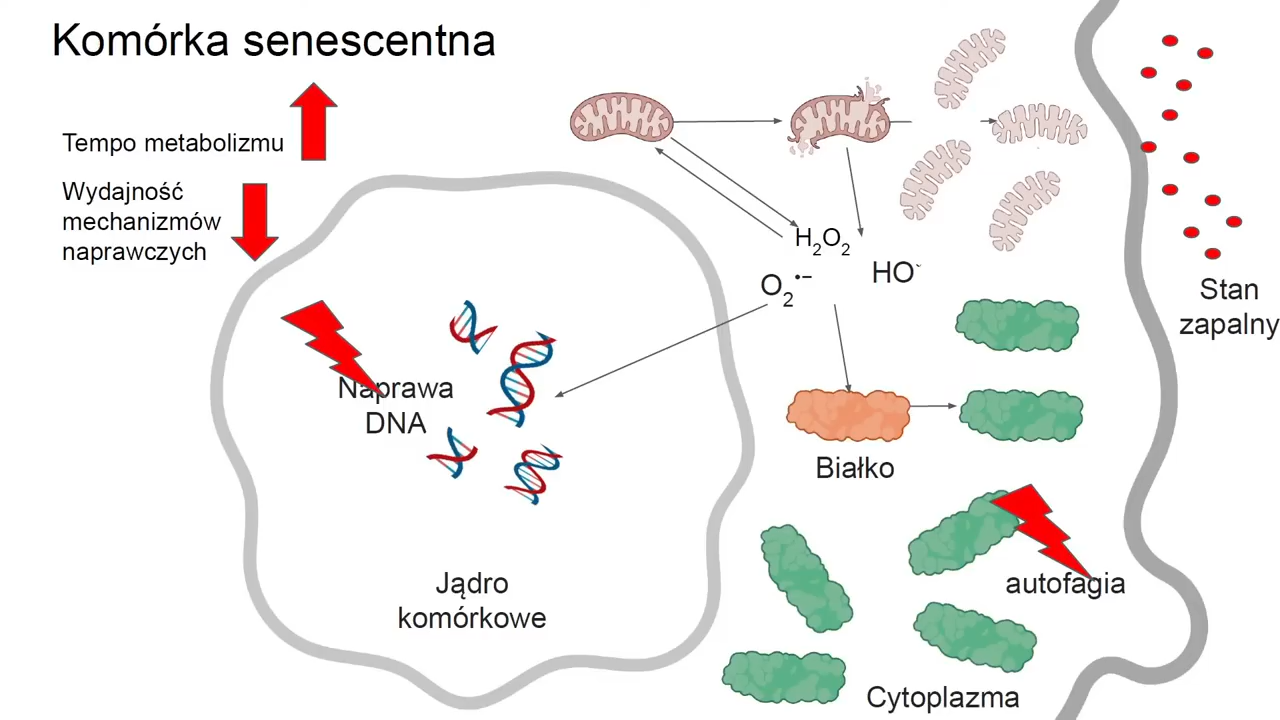 Komórka senescentna
Tempo metabolizmu
Wydajność
mechanizmów
naprawczych
H₂O₂
O₂•−
HO`
Stan
zapalny
Naprawa
DNA
Białko
Jądro
komórkowe
autofagia
Cytoplazma